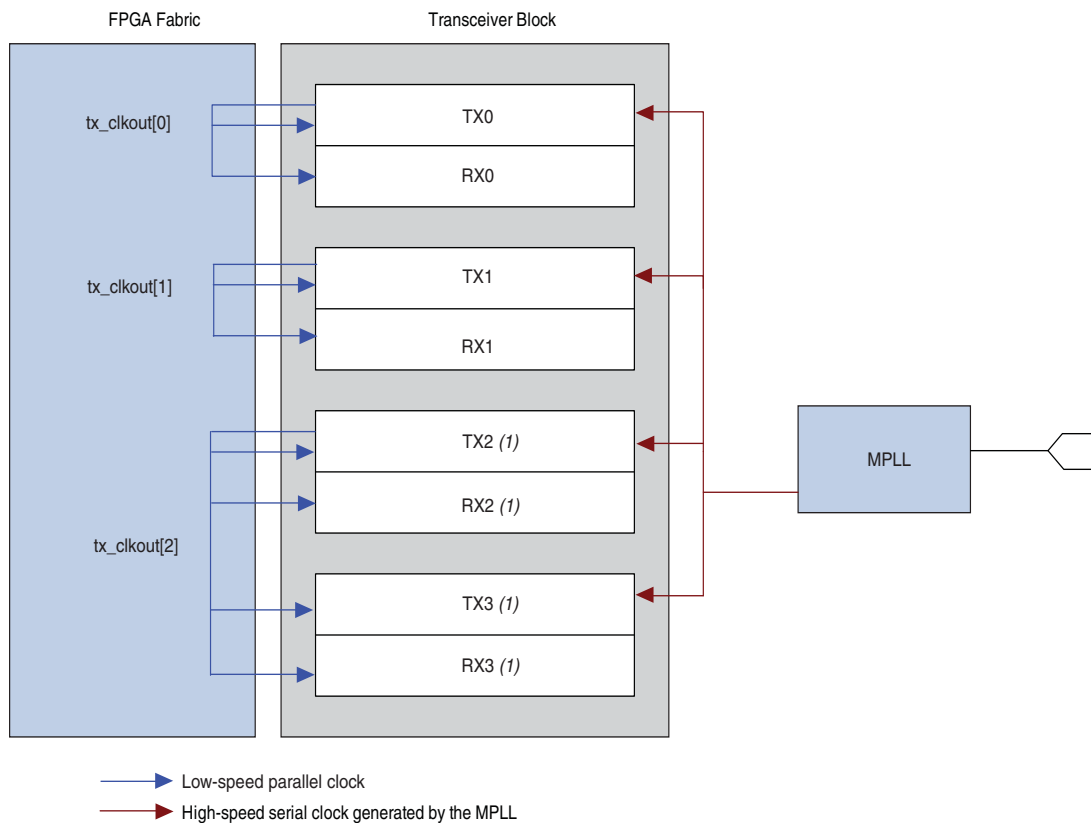 FPGA Fabric
Transceiver Block
tx_clkout[0]
TX0
RX0
tx_clkout[1]
TX1
RX1
TX2 (1)
RX2 (1)
MPLL
tx_clkout[2]
TX3 (1)
RX3 (1)
Low-speed parallel clock
High-speed serial clock generated by the MPLL